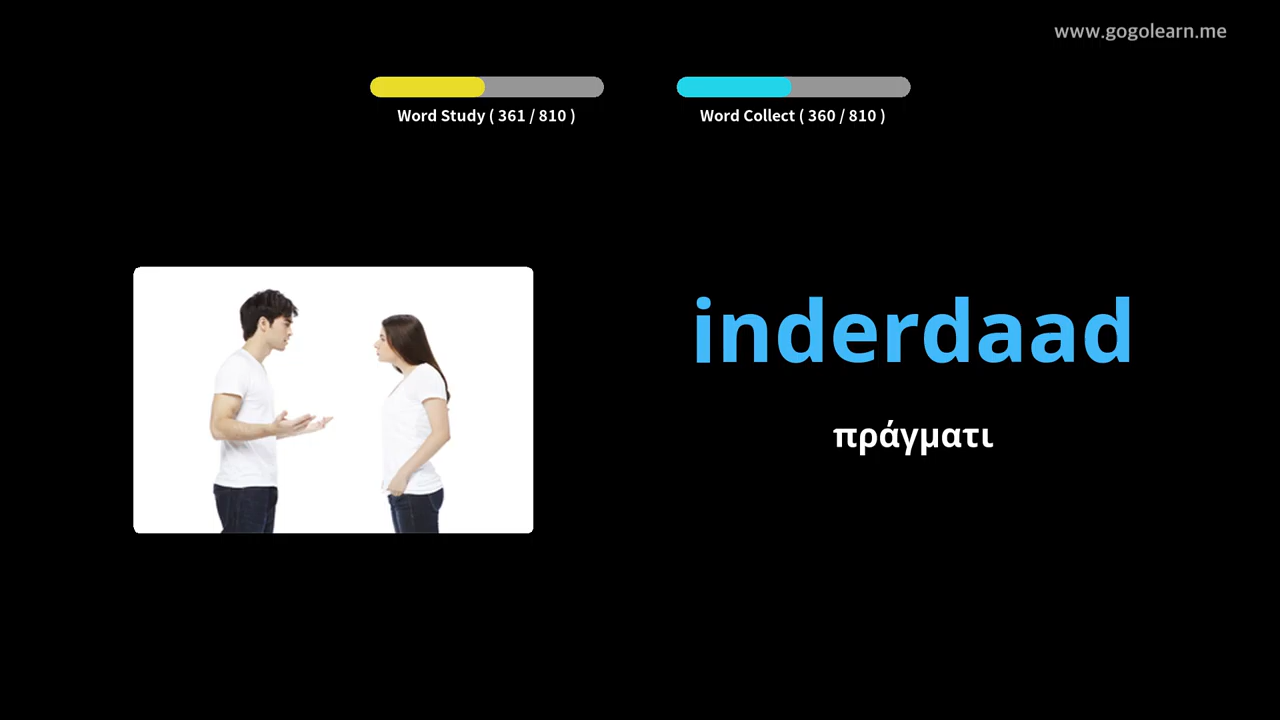 www.gogolearn.me
Word Study ( 361 / 810 )
Word Collect ( 360 / 810 )
inderdaad
πράγματι